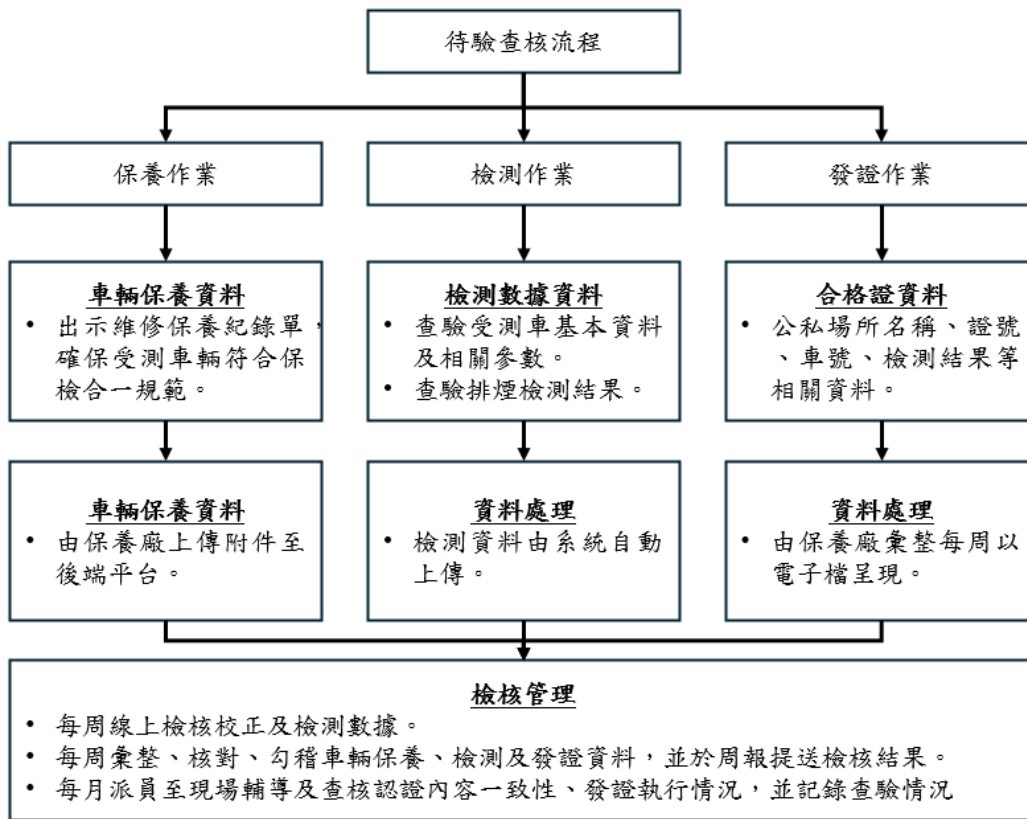 待驗查核流程
保養作業
檢測作業
發證作業
車輛保養資料
• 出示維修保養紀錄單，
確保受測車輛符合保
檢合一規範。
檢測數據資料
• 查驗受測車基本資料
及相關參數。
• 查驗排煙檢測結果。
合格證資料
• 公私場所名稱、證號
、車號、檢測結果等
相關資料。
車輛保養資料
• 由保養廠上傳附件至
後端平台。
資料處理
• 檢測資料由系統自動
上傳。
資料處理
• 由保養廠彙整每周以
電子檔呈現。
檢核管理
• 每周線上檢核校正及檢測數據。
• 每周彙整、核對、勾稽車輛保養、檢測及發證資料，並於周報提送檢核結果。
• 每月派員至現場輔導及查核認證內容一致性、發證執行情況，並記錄查驗情況